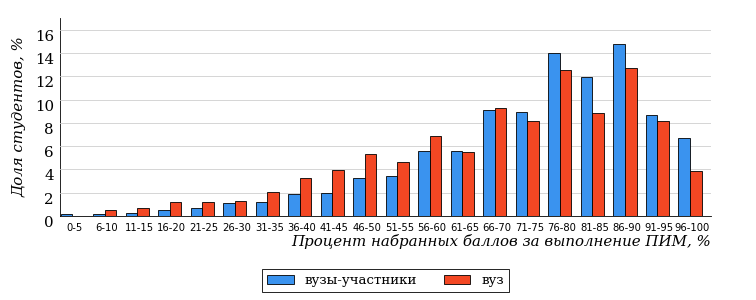 Доля студентов, %
16
14
12
10
8
6
4
2
0
0-5 6-10 11-15 16-20 21-25 26-30 31-35 36-40 41-45 46-50 51-55 56-60 61-65 66-70 71-75 76-80 81-85 86-90 91-95 96-100
Процент набранных баллов за выполнение ПИМ, %
вузы-участники вуз